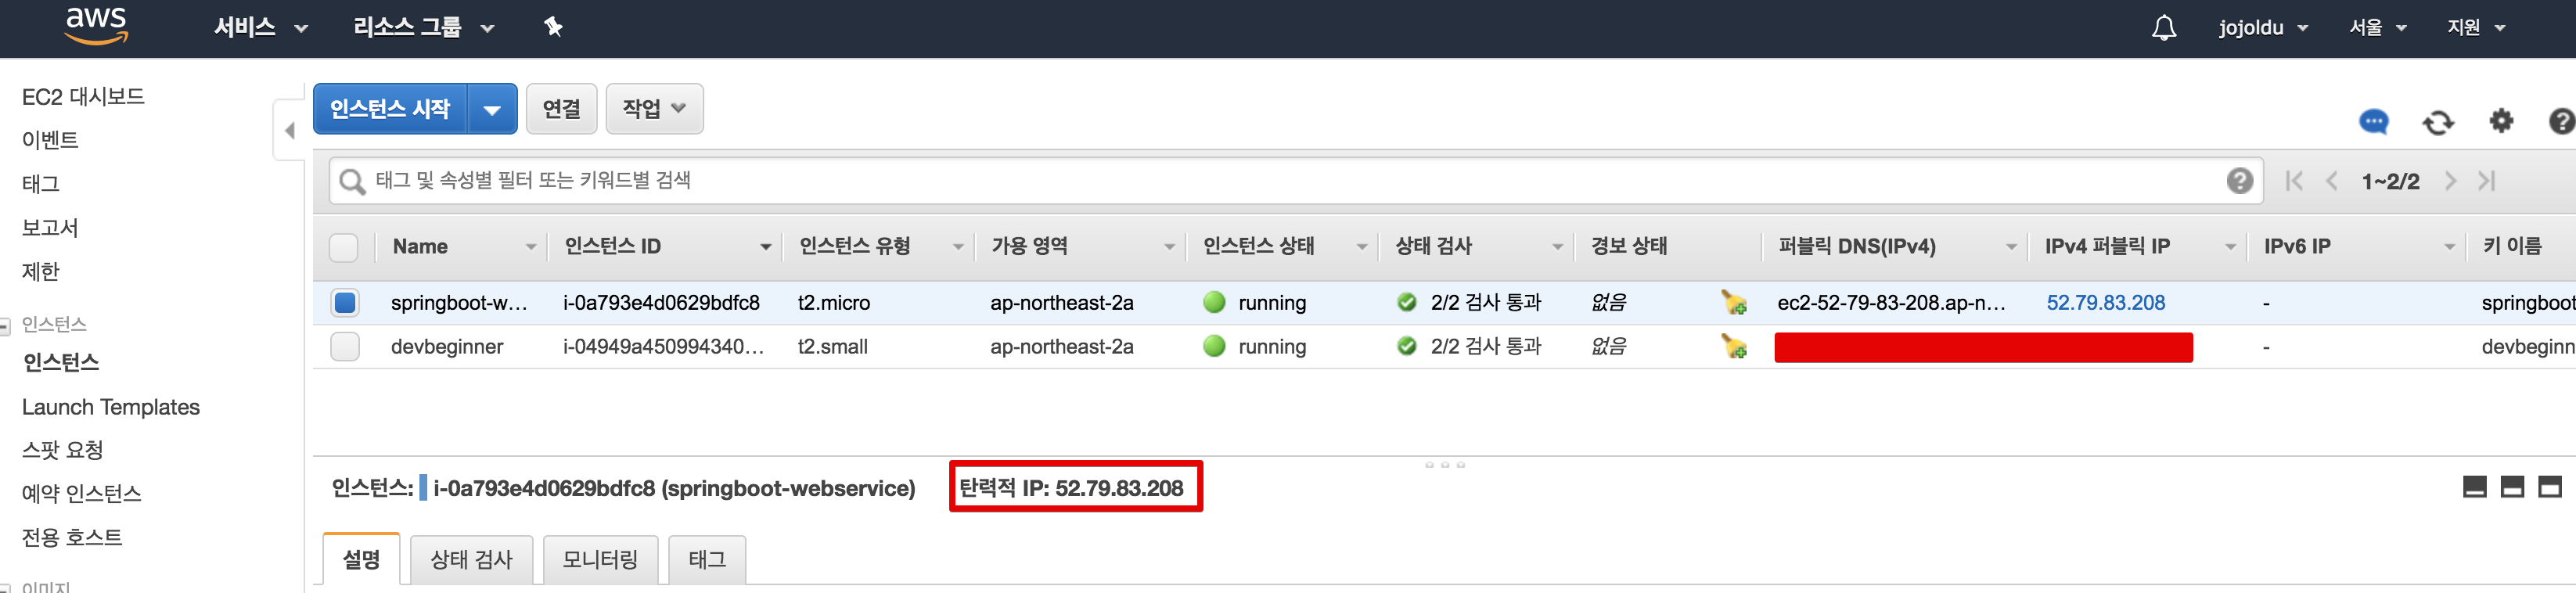 aws 서비스 리소스 그룹 jojoldu 서울 지원
EC2 대시보드
이벤트
태그
보고서
제한
인스턴스
인스턴스
Launch Templates
스팟 요청
예약 인스턴스
전용 호스트
이미지
인스턴스 시작 연결 작업
태그 및 속성별 필터 또는 키워드별 검색 1~2/2
Name 인스턴스 ID 인스턴스 유형 가용 영역 인스턴스 상태 상태 검사 경보 상태 퍼블릭 DNS(IPv4) IPv4 퍼블릭 IP IPv6 IP 키 이름
springboot-w... i-0a793e4d0629bdfc8 t2.micro ap-northeast-2a running 2/2 검사 통과 없음 ec2-52-79-83-208.ap-n... 52.79.83.208 - springboot
devbeginner i-04949a450994340... t2.small ap-northeast-2a running 2/2 검사 통과 없음 - devbeginn
인스턴스: i-0a793e4d0629bdfc8 (springboot-webservice) 탄력적 IP: 52.79.83.208
설명 상태 검사 모니터링 태그